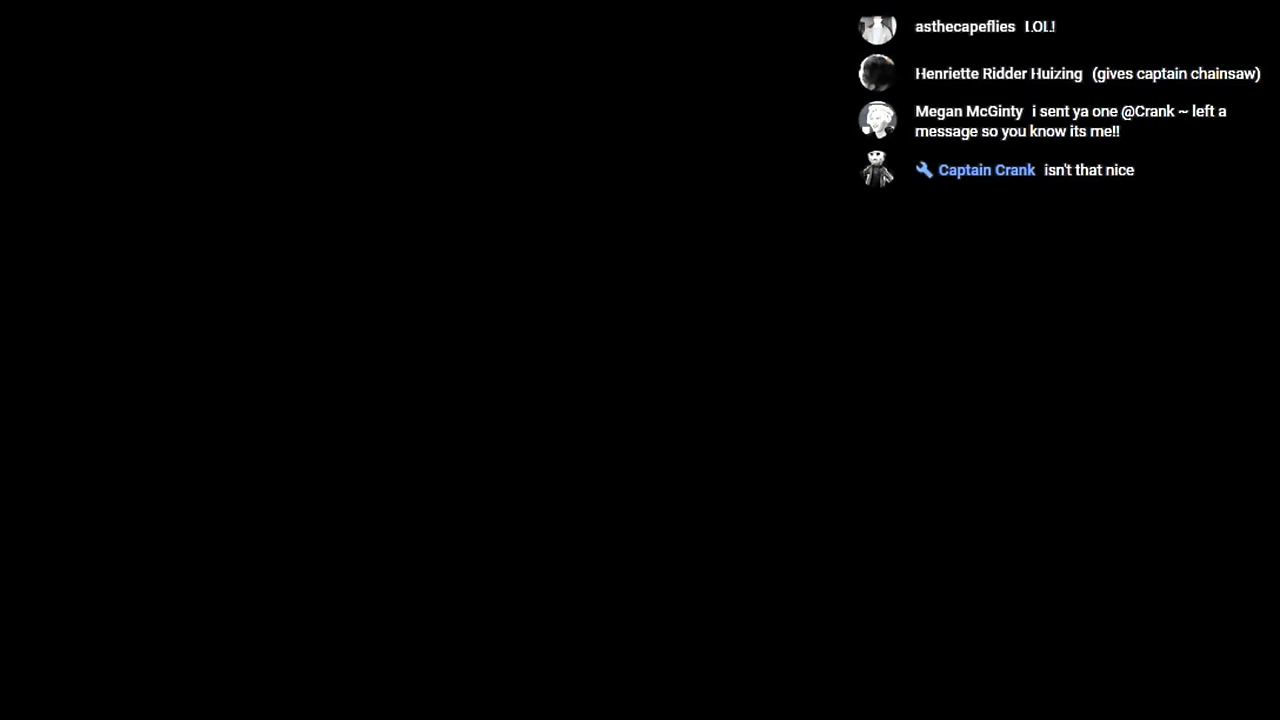 asthecapeflies LOL!
Henriette Ridder Huizing (gives captain chainsaw)
Megan McGinty i sent ya one @Crank ~ left a
message so you know its me!!
Captain Crank isn't that nice